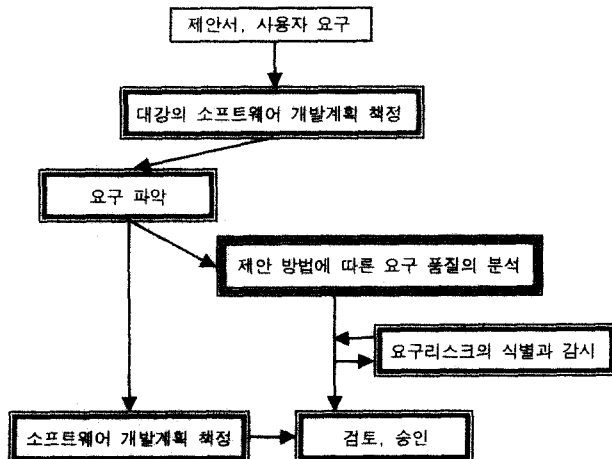 제안서, 사용자 요구
대강의 소프트웨어 개발계획 책정
요구 파악
제안 방법에 따른 요구 품질의 분석
요구리스크의 식별과 감시
소프트웨어 개발계획 책정
검토, 승인